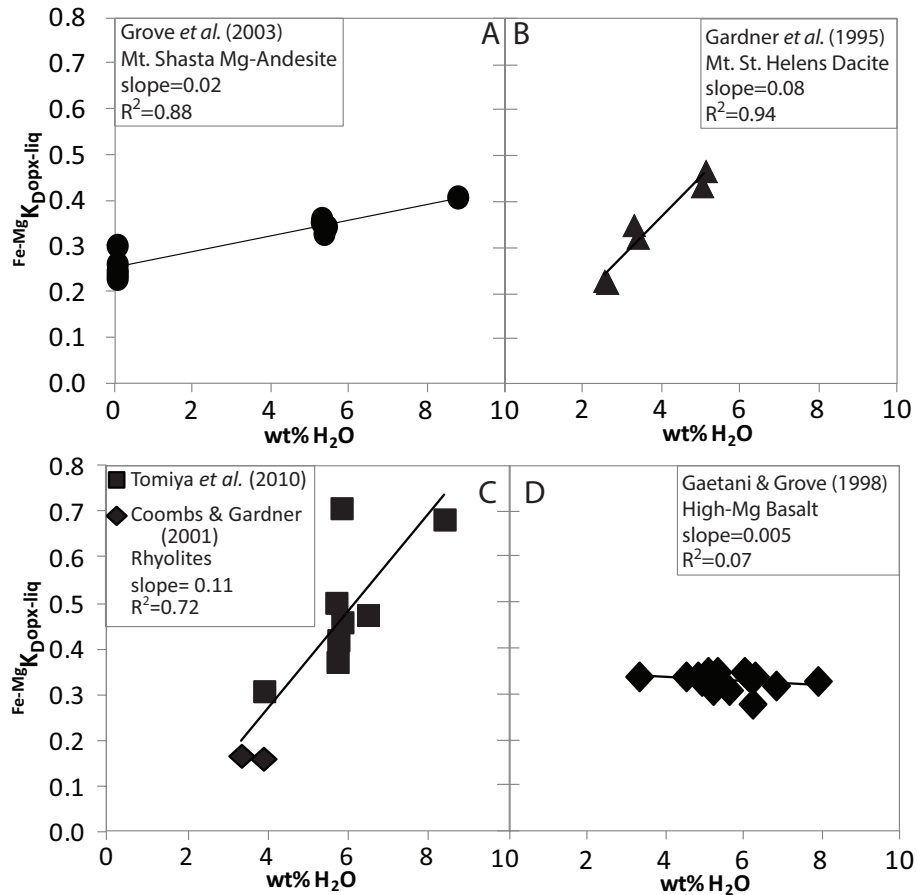 Grove et al. (2003)
Mt. Shasta Mg-Andesite
slope=0.02
R²=0.88
A
B
Gardner et al. (1995)
Mt. St. Helens Dacite
slope=0.08
R²=0.94
0.8
0.7
0.6
0.5
0.4
0.3
0.2
0.1
0.0
Fe-MgKDopx-liq
0 2 4 6 8 10
wt% H₂O
2 4 6 8 10
wt% H₂O
Tomiya et al. (2010)
Coombs & Gardner
(2001)
Rhyolites
slope= 0.11
R²=0.72
C
D
Gaetani & Grove (1998)
High-Mg Basalt
slope=0.005
R²=0.07
0.8
0.7
0.6
0.5
0.4
0.3
0.2
0.1
0.0
Fe-MgKDopx-liq
0 2 4 6 8 10
wt% H₂O
2 4 6 8 10
wt% H₂O